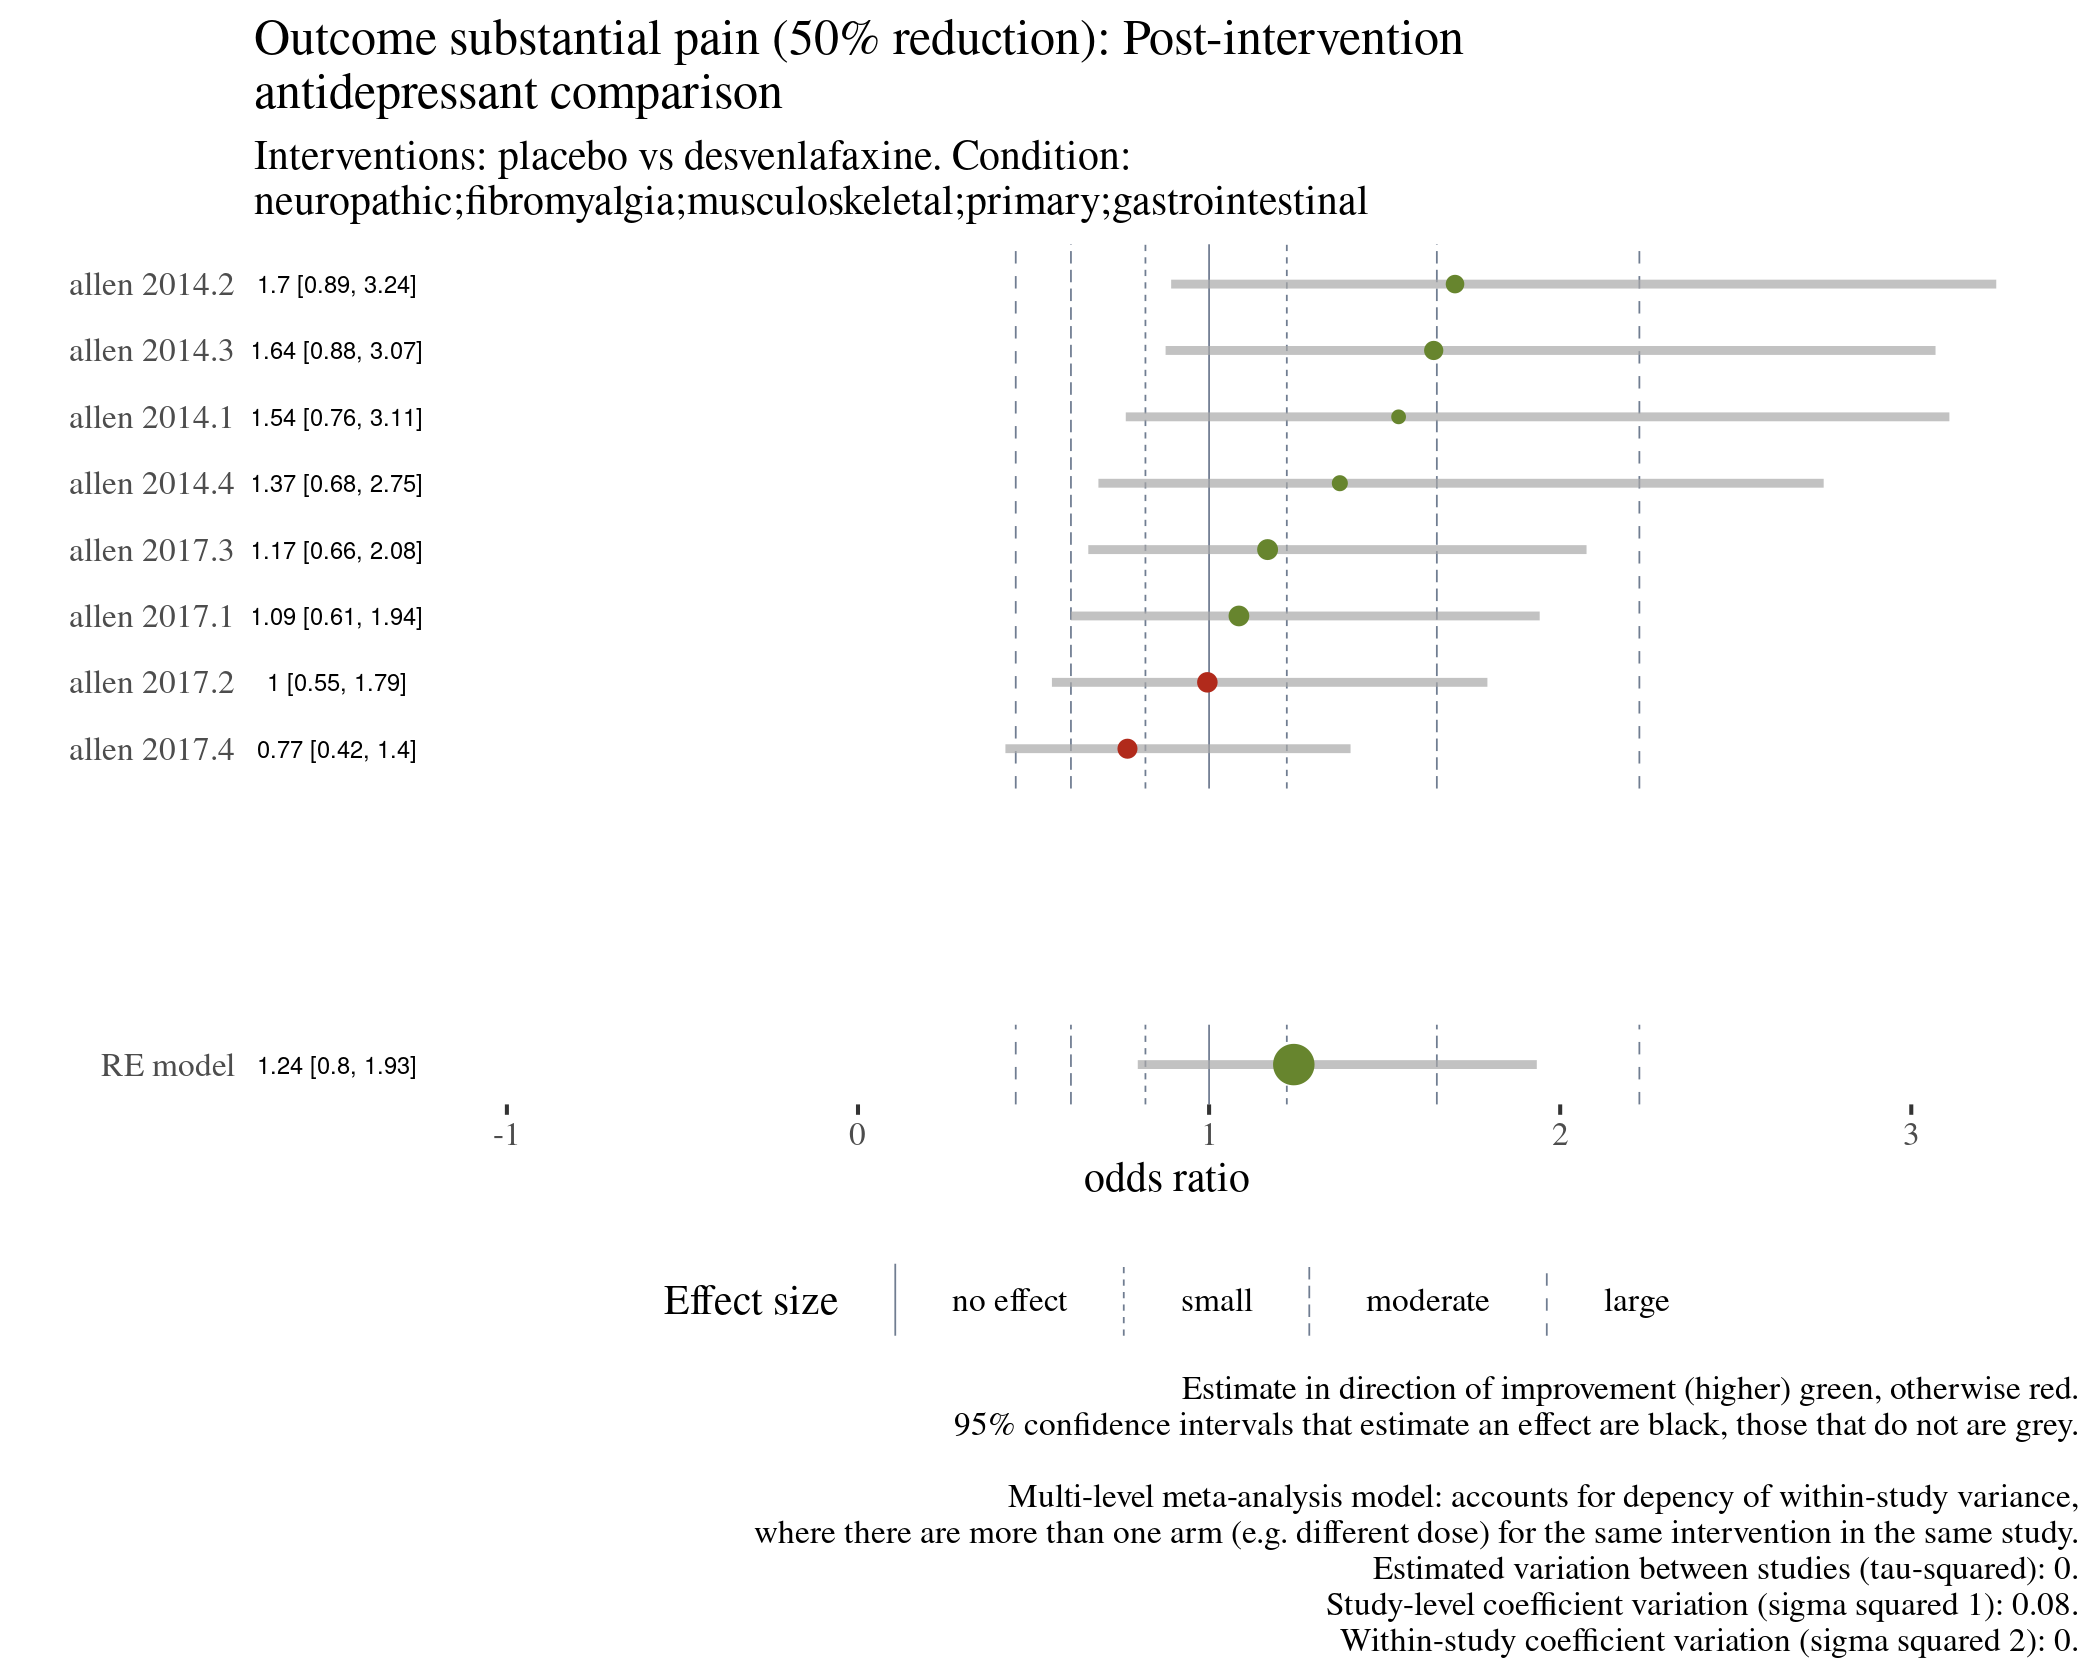 Outcome substantial pain (50% reduction): Post-intervention
antidepressant comparison
Interventions: placebo vs desvenlafaxine. Condition:
neuropathic;fibromyalgia;musculoskeletal;primary;gastrointestinal
allen 2014.2 1.7 [0.89, 3.24]
allen 2014.3 1.64 [0.88, 3.07]
allen 2014.1 1.54 [0.76, 3.11]
allen 2014.4 1.37 [0.68, 2.75]
allen 2017.3 1.17 [0.66, 2.08]
allen 2017.1 1.09 [0.61, 1.94]
allen 2017.2 1 [0.55, 1.79]
allen 2017.4 0.77 [0.42, 1.4]
RE model 1.24 [0.8, 1.93]
-1 0 1 2 3
odds ratio
Effect size no effect small moderate large
Estimate in direction of improvement (higher) green, otherwise red.
95% confidence intervals that estimate an effect are black, those that do not are grey.
Multi-level meta-analysis model: accounts for depency of within-study variance,
where there are more than one arm (e.g. different dose) for the same intervention in the same study.
Estimated variation between studies (tau-squared): 0.
Study-level coefficient variation (sigma squared 1): 0.08.
Within-study coefficient variation (sigma squared 2): 0.